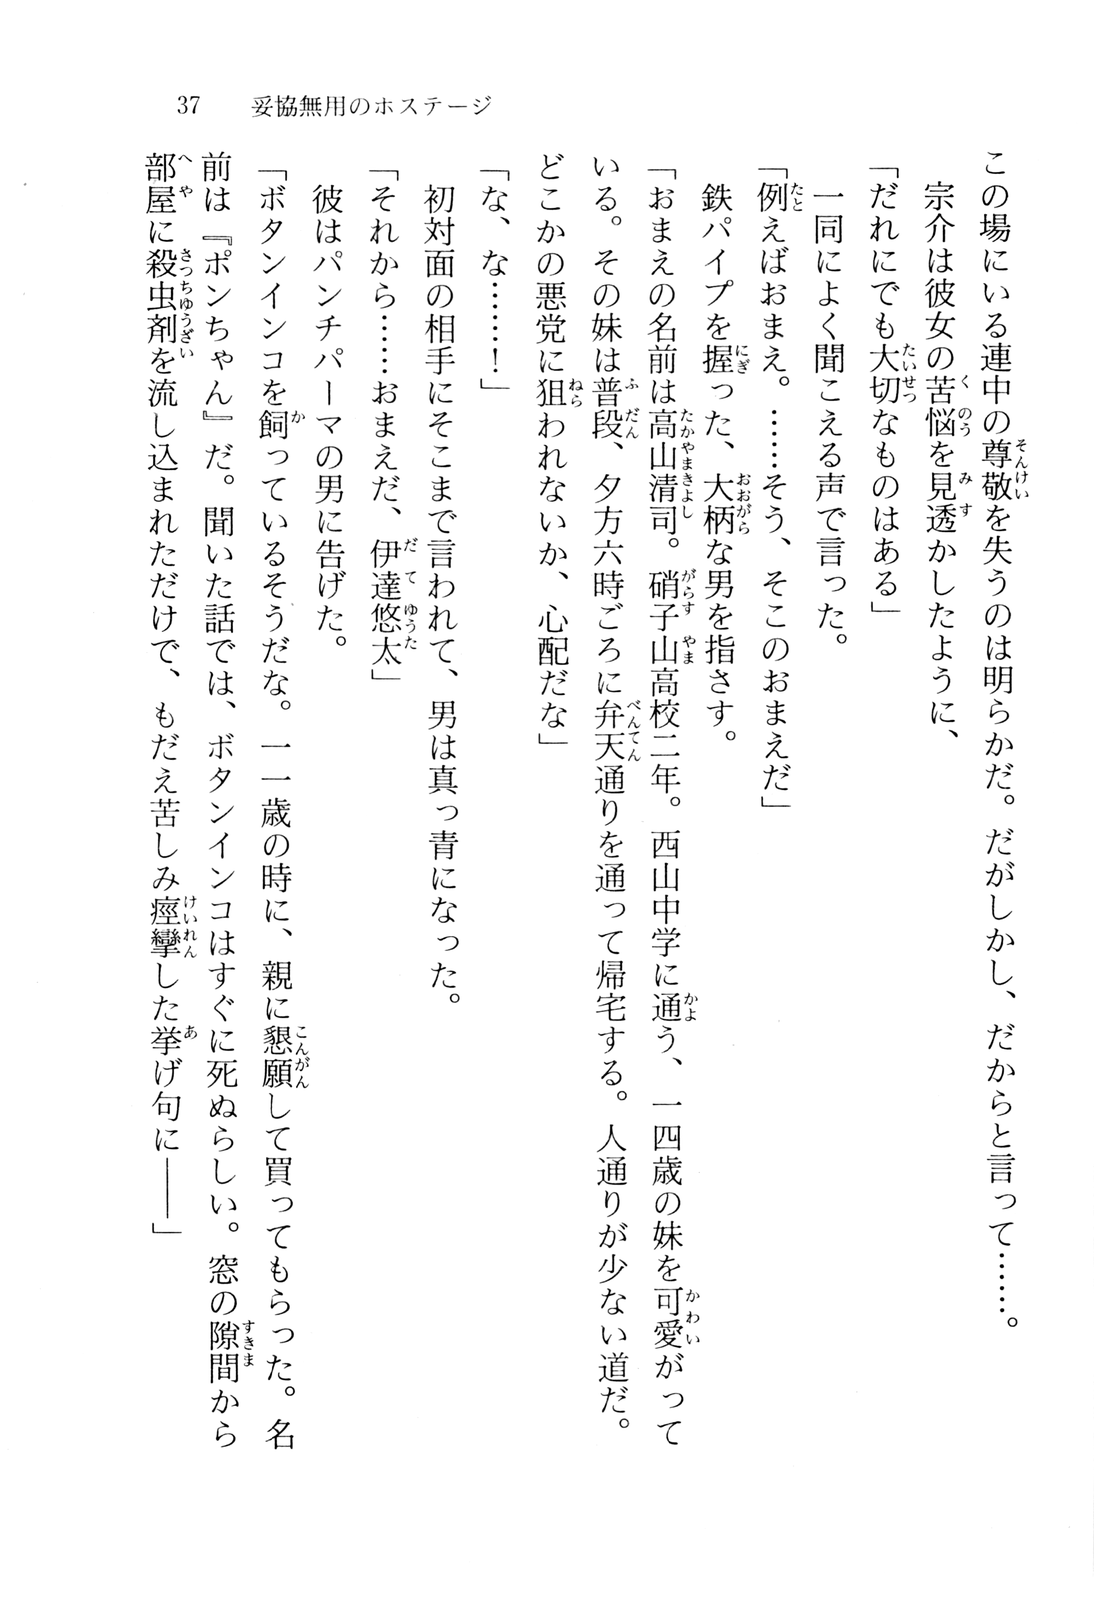 37　妥協無用のホステージ
この場にいる連中の尊敬を失うのは明らかだ。だがしかし、だからと言って……。
　宗介は彼女の苦悩を見透かしたように、
「だれにでも大切なものはある」
　一同によく聞こえる声で言った。
「例えばおまえ。……そう、そこのおまえだ」
　鉄パイプを握った、大柄な男を指さす。
「おまえの名前は高山清司。硝子山高校二年。西山中学に通う、一四歳の妹を可愛がって
いる。その妹は普段、夕方六時ごろに弁天通りを通って帰宅する。人通りが少ない道だ。
どこかの悪党に狙われないか、心配だな」
「な、な……！」
　初対面の相手にそこまで言われて、男は真っ青になった。
「それから……おまえだ、伊達悠太」
　彼はパンチパーマの男に告げた。
「ボタンインコを飼っているそうだな。一一歳の時に、親に懇願して買ってもらった。名
前は『ポンちゃん』だ。聞いた話では、ボタンインコはすぐに死ぬらしい。窓の隙間から
部屋に殺虫剤を流し込まれただけで、もだえ苦しみ痙攣した挙げ句に――」